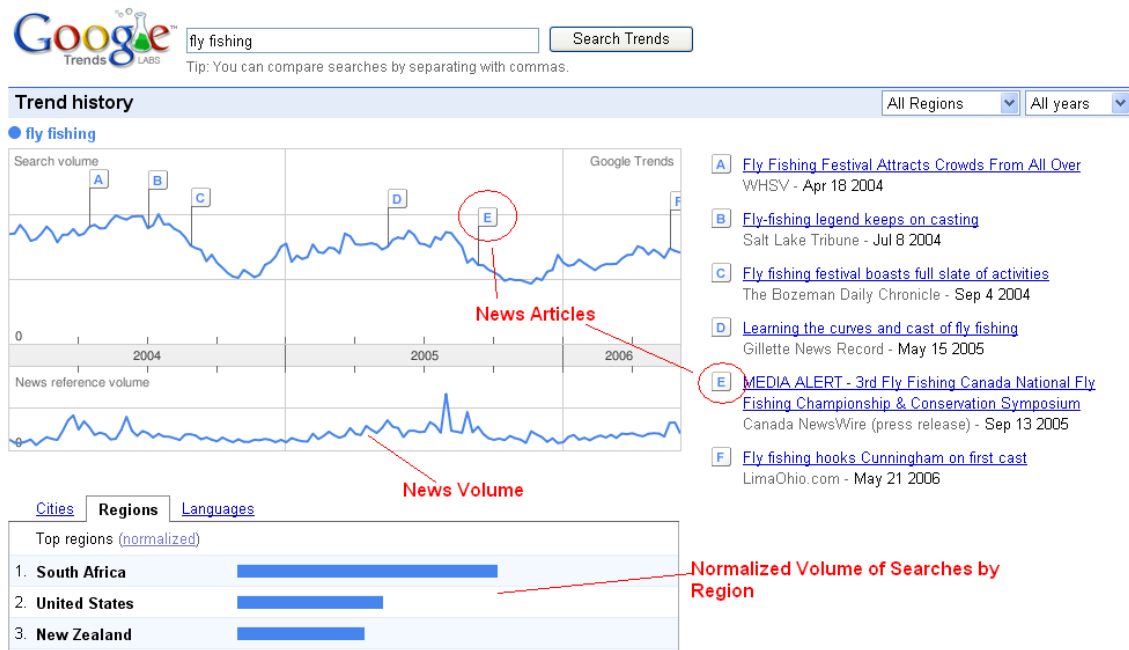 Google™
Trends LABS
fly fishing
Search Trends
Tip: You can compare searches by separating with commas.
Trend history
All Regions
All years
fly fishing
Search volume
Google Trends
A
B
C
D
E
F
0
2004
2005
2006
News reference volume
0
News Articles
News Volume
A Fly Fishing Festival Attracts Crowds From All Over
WHSV - Apr 18 2004
B Fly-fishing legend keeps on casting
Salt Lake Tribune - Jul 8 2004
C Fly fishing festival boasts full slate of activities
The Bozeman Daily Chronicle - Sep 4 2004
D Learning the curves and cast of fly fishing
Gillette News Record - May 15 2005
E MEDIA ALERT - 3rd Fly Fishing Canada National Fly
Fishing Championship & Conservation Symposium
Canada NewsWire (press release) - Sep 13 2005
F Fly fishing hooks Cunningham on first cast
LimaOhio.com - May 21 2006
Cities Regions Languages
Top regions (normalized)
1. South Africa
2. United States
3. New Zealand
Normalized Volume of Searches by
Region